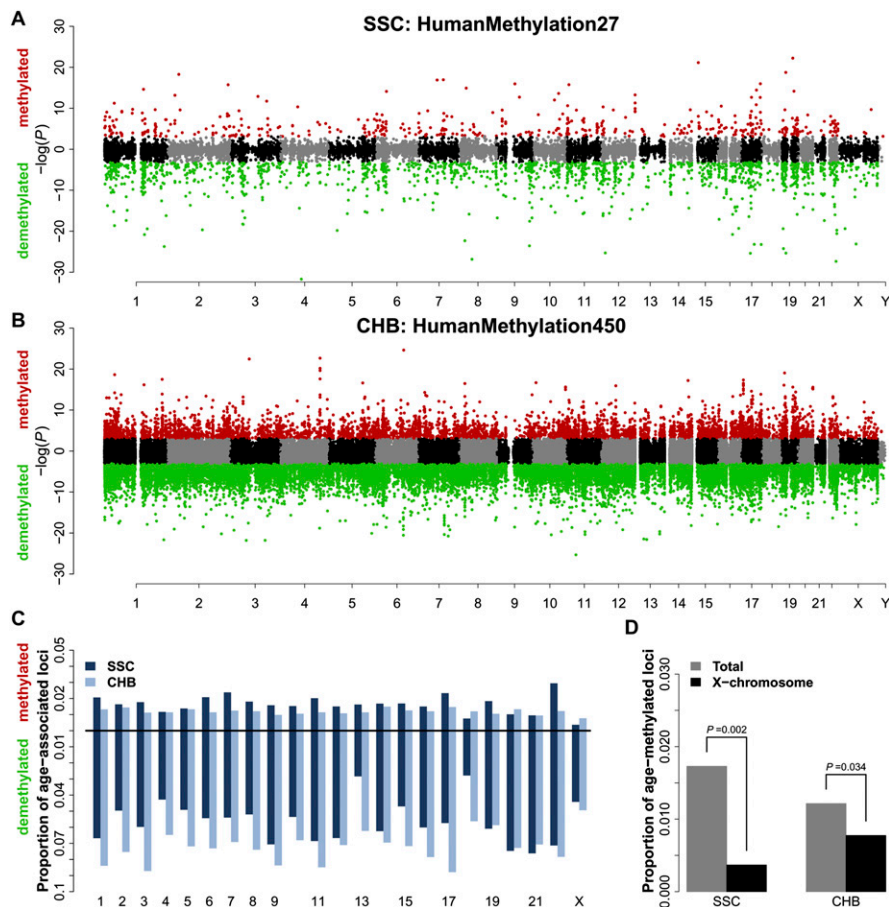 A
SSC: HumanMethylation27
methylated
demethylated
−log(P)
30
20
10
0
−10
−20
−30
1 2 3 4 5 6 7 8 9 10 11 12 13 14 15 17 19 21 X Y
B
CHB: HumanMethylation450
methylated
demethylated
−log(P)
30
20
10
0
−10
−20
−30
1 2 3 4 5 6 7 8 9 10 11 12 13 14 15 17 19 21 X Y
C
methylated
demethylated
Proportion of age−associated loci
0.05
0.02
0.01
0.04
0.07
0.1
SSC
CHB
1 2 3 4 5 6 7 8 9 11 13 15 17 19 21 X
D
Proportion of age−methylated loci
0.030
0.020
0.010
0.000
Total
X−chromosome
P =0.002
P =0.034
SSC CHB